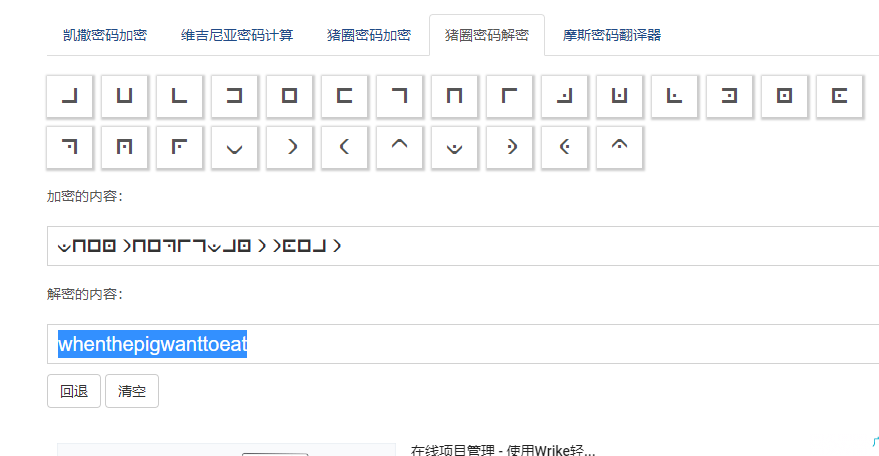 凯撒密码加密 维吉尼亚密码计算 猪圈密码加密 猪圈密码解密 摩斯密码翻译器
加密的内容:
解密的内容:
whenthepigwanttoeat
回退 清空
在线项目管理 - 使用Wrike轻...